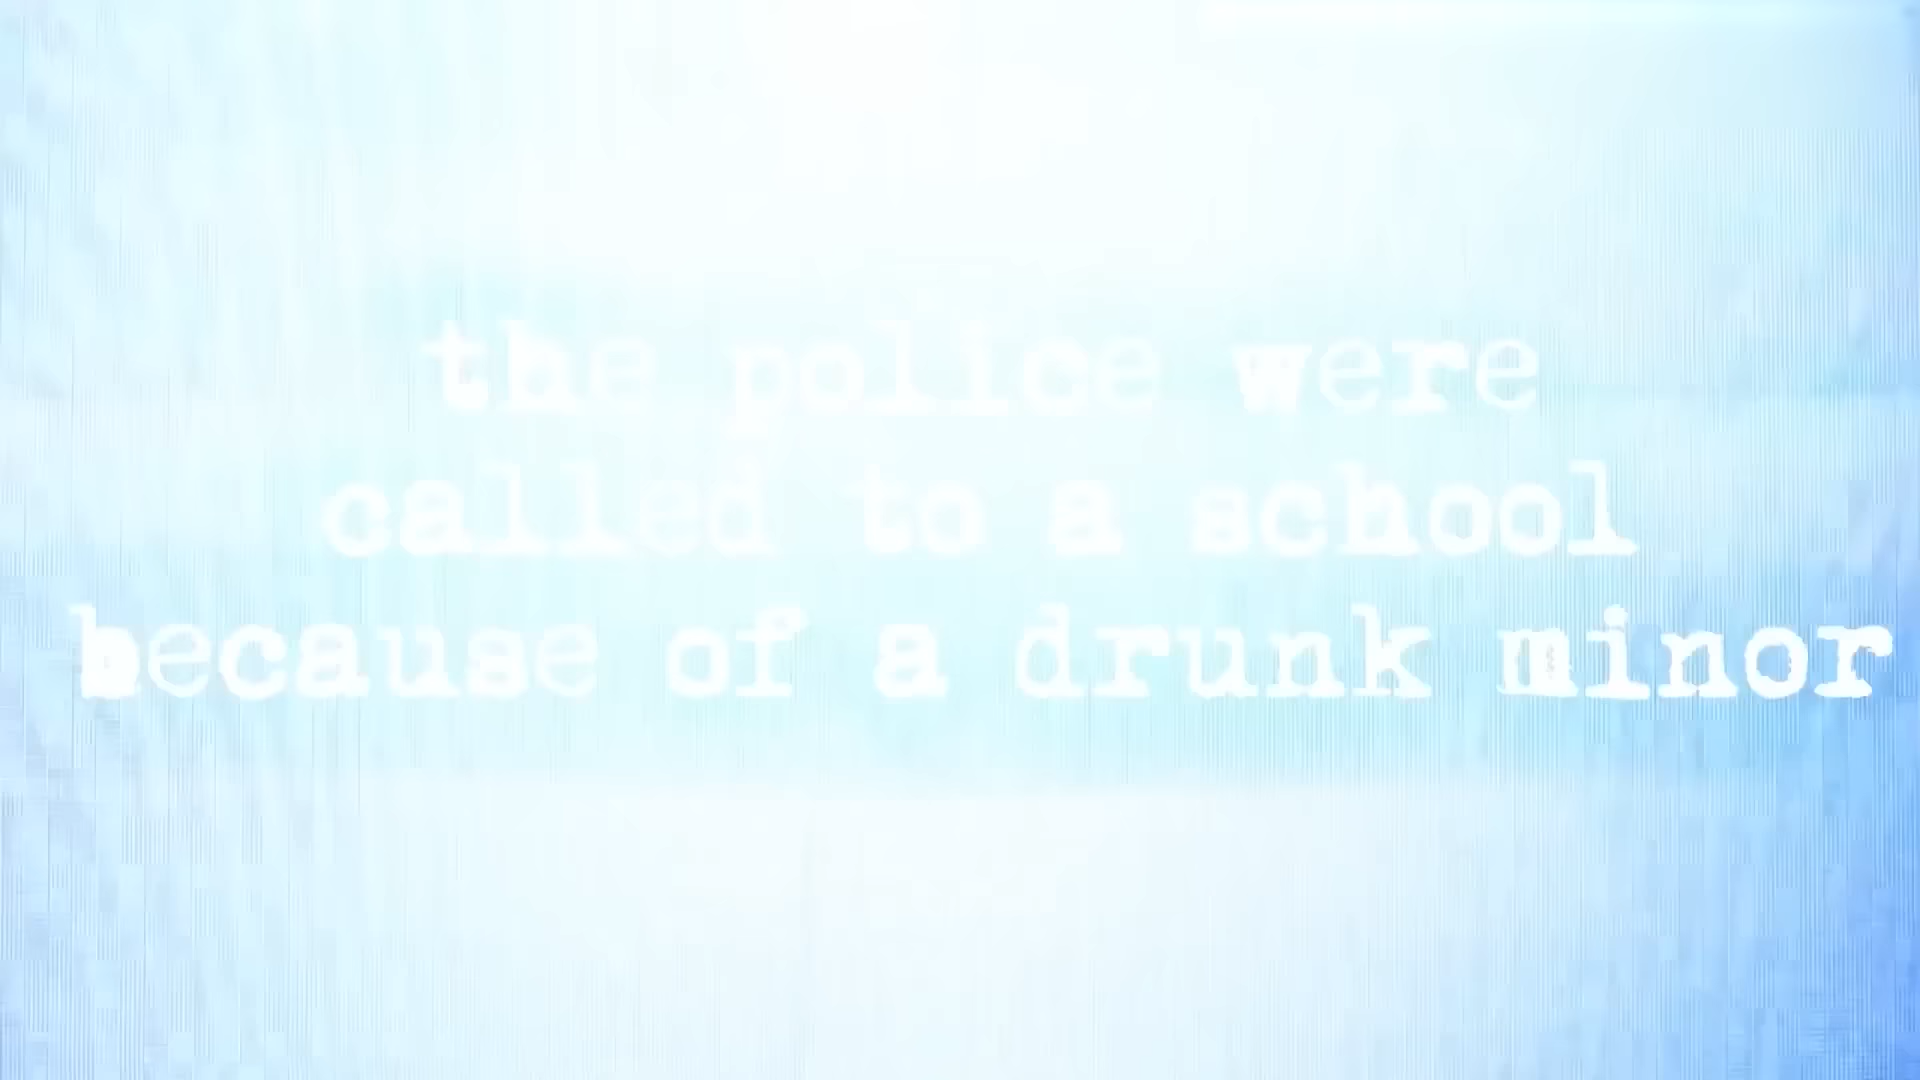 the police were
called to a school
because of a drunk minor